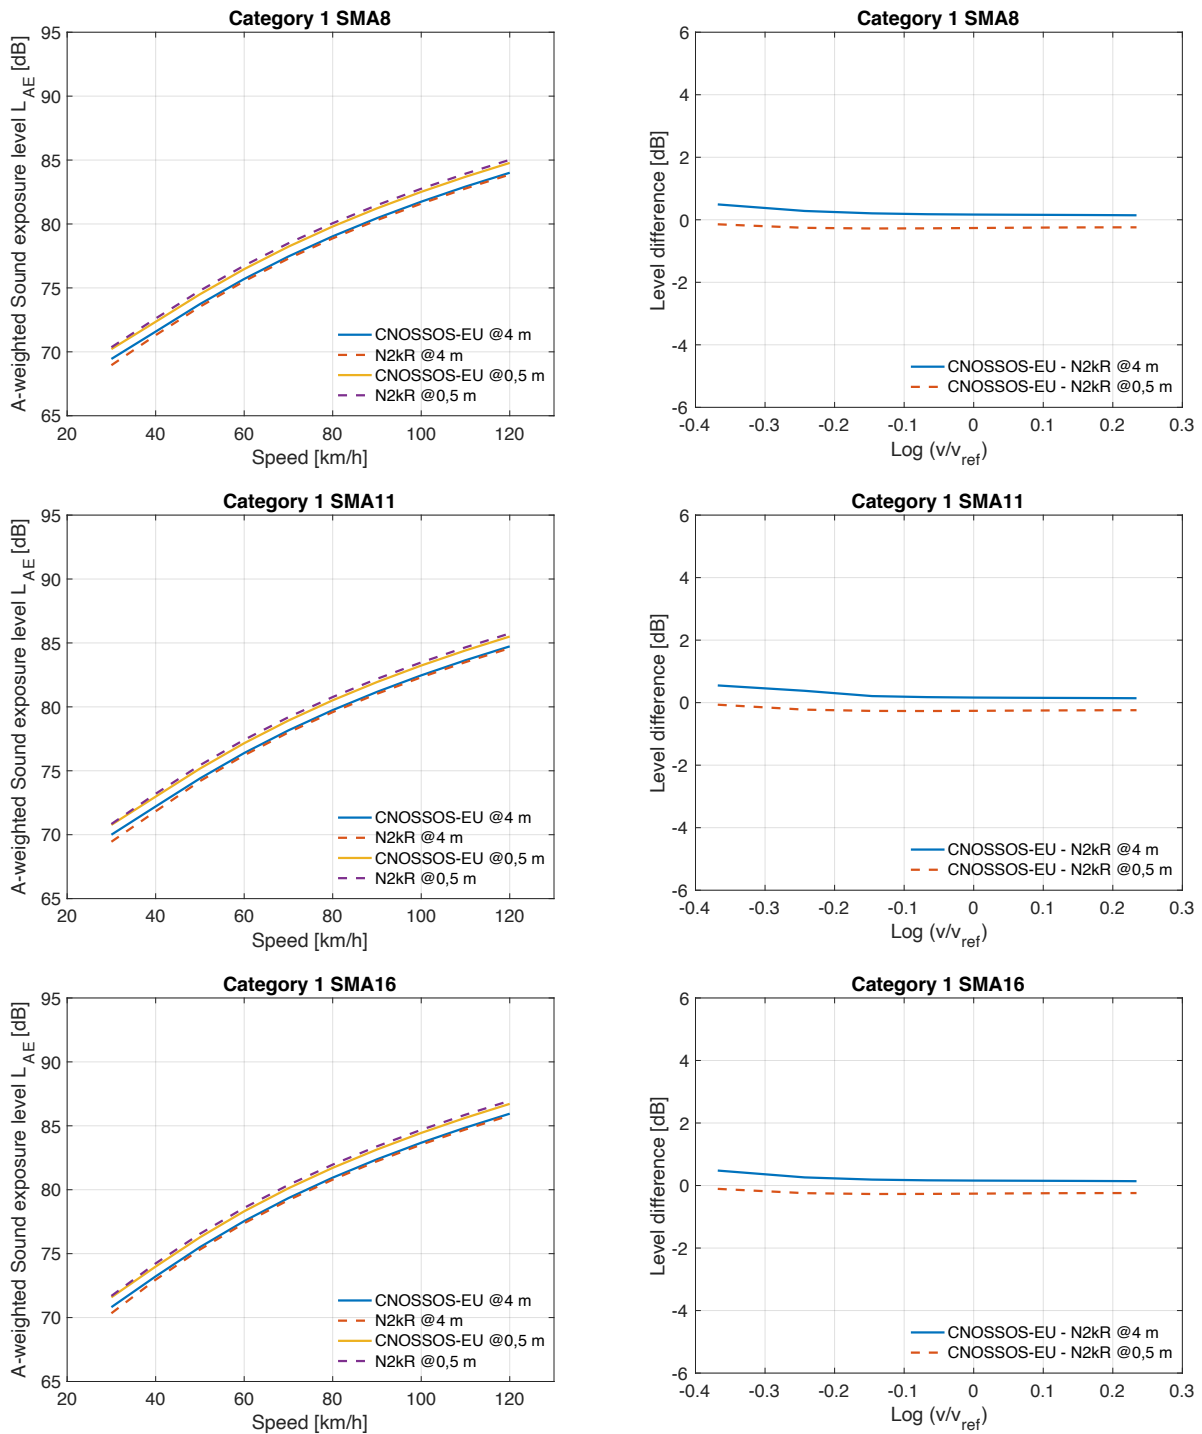 Category 1 SMA8
A-weighted Sound exposure level L_AE [dB]
95
90
85
80
75
70
65
20 40 60 80 100 120
Speed [km/h]
CNOSSOS-EU @4 m
N2kR @4 m
CNOSSOS-EU @0,5 m
N2kR @0,5 m
Category 1 SMA8
Level difference [dB]
6
4
2
0
-2
-4
-6
-0.4 -0.3 -0.2 -0.1 0 0.1 0.2 0.3
Log (v/v_ref)
CNOSSOS-EU - N2kR @4 m
CNOSSOS-EU - N2kR @0,5 m
Category 1 SMA11
A-weighted Sound exposure level L_AE [dB]
95
90
85
80
75
70
65
20 40 60 80 100 120
Speed [km/h]
CNOSSOS-EU @4 m
N2kR @4 m
CNOSSOS-EU @0,5 m
N2kR @0,5 m
Category 1 SMA11
Level difference [dB]
6
4
2
0
-2
-4
-6
-0.4 -0.3 -0.2 -0.1 0 0.1 0.2 0.3
Log (v/v_ref)
CNOSSOS-EU - N2kR @4 m
CNOSSOS-EU - N2kR @0,5 m
Category 1 SMA16
A-weighted Sound exposure level L_AE [dB]
95
90
85
80
75
70
65
20 40 60 80 100 120
Speed [km/h]
CNOSSOS-EU @4 m
N2kR @4 m
CNOSSOS-EU @0,5 m
N2kR @0,5 m
Category 1 SMA16
Level difference [dB]
6
4
2
0
-2
-4
-6
-0.4 -0.3 -0.2 -0.1 0 0.1 0.2 0.3
Log (v/v_ref)
CNOSSOS-EU - N2kR @4 m
CNOSSOS-EU - N2kR @0,5 m